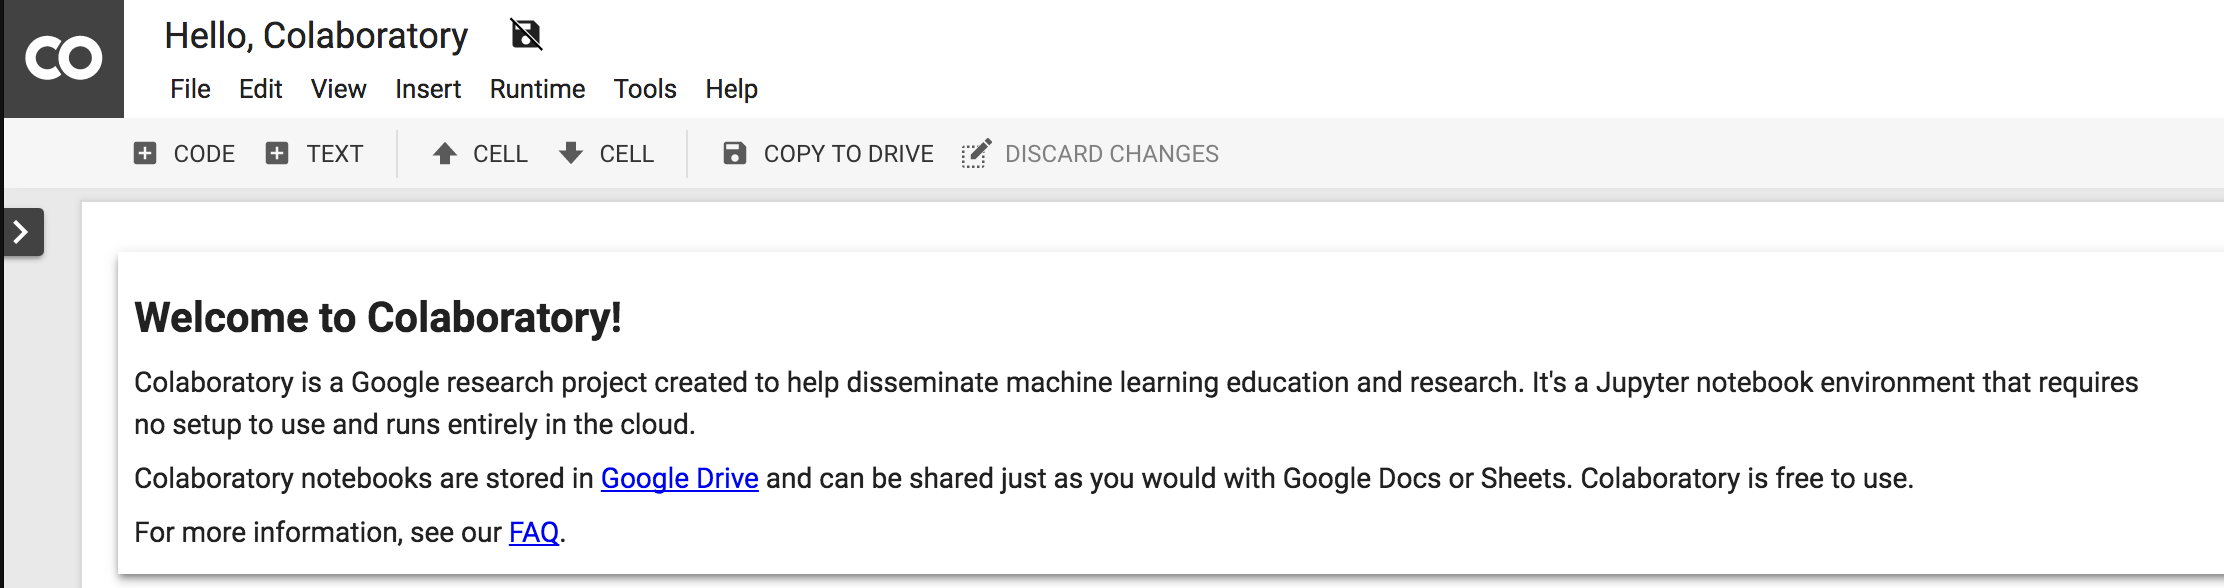 CO
Hello, Colaboratory
File Edit View Insert Runtime Tools Help
CODE TEXT CELL CELL COPY TO DRIVE DISCARD CHANGES
Welcome to Colaboratory!
Colaboratory is a Google research project created to help disseminate machine learning education and research. It's a Jupyter notebook environment that requires
no setup to use and runs entirely in the cloud.
Colaboratory notebooks are stored in Google Drive and can be shared just as you would with Google Docs or Sheets. Colaboratory is free to use.
For more information, see our FAQ.